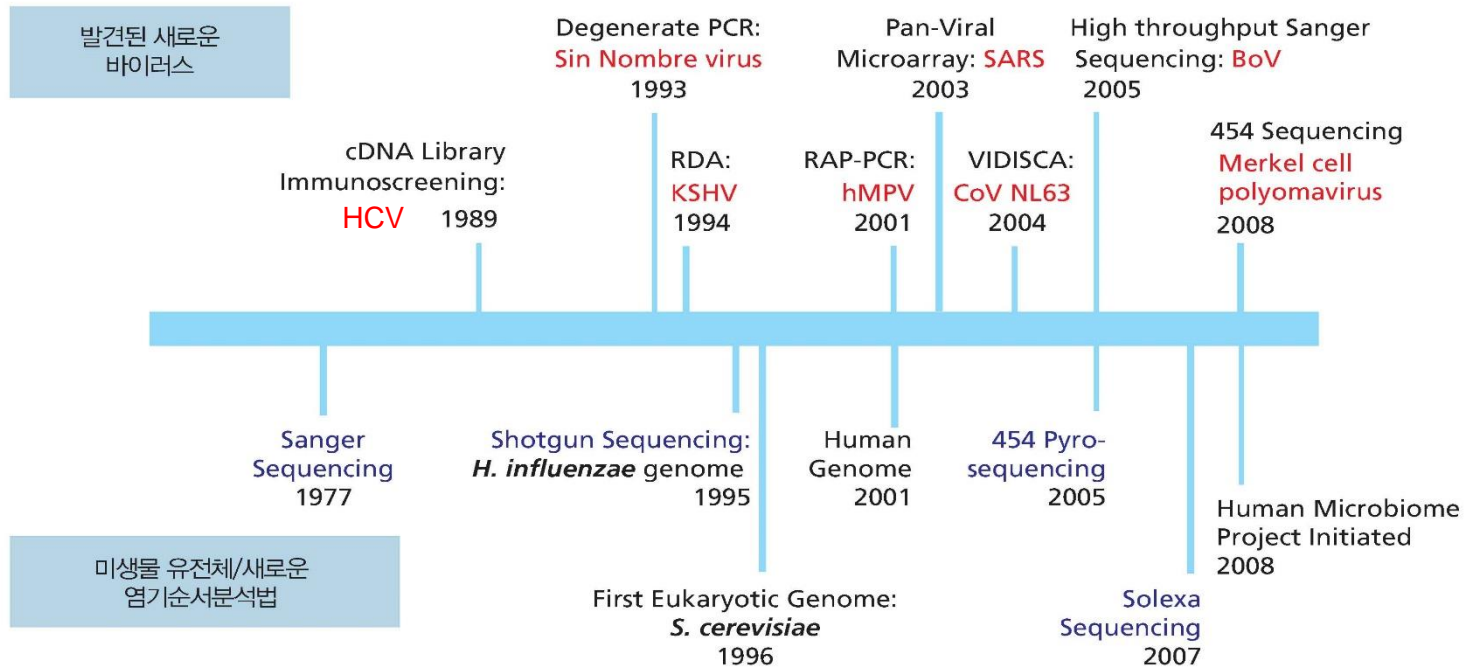 발견된 새로운
바이러스
Degenerate PCR:
Sin Nombre virus
1993
Pan-Viral
Microarray: SARS
2003
High throughput Sanger
Sequencing: BoV
2005
cDNA Library
Immunoscreening:
HCV 1989
RDA:
KSHV
1994
RAP-PCR:
hMPV
2001
VIDISCA:
CoV NL63
2004
454 Sequencing
Merkel cell
polyomavirus
2008
Sanger
Sequencing
1977
Shotgun Sequencing:
H. influenzae genome
1995
Human
Genome
2001
454 Pyro-
sequencing
2005
Human Microbiome
Project Initiated
2008
미생물 유전체/새로운
염기순서분석법
First Eukaryotic Genome:
S. cerevisiae
1996
Solexa
Sequencing
2007